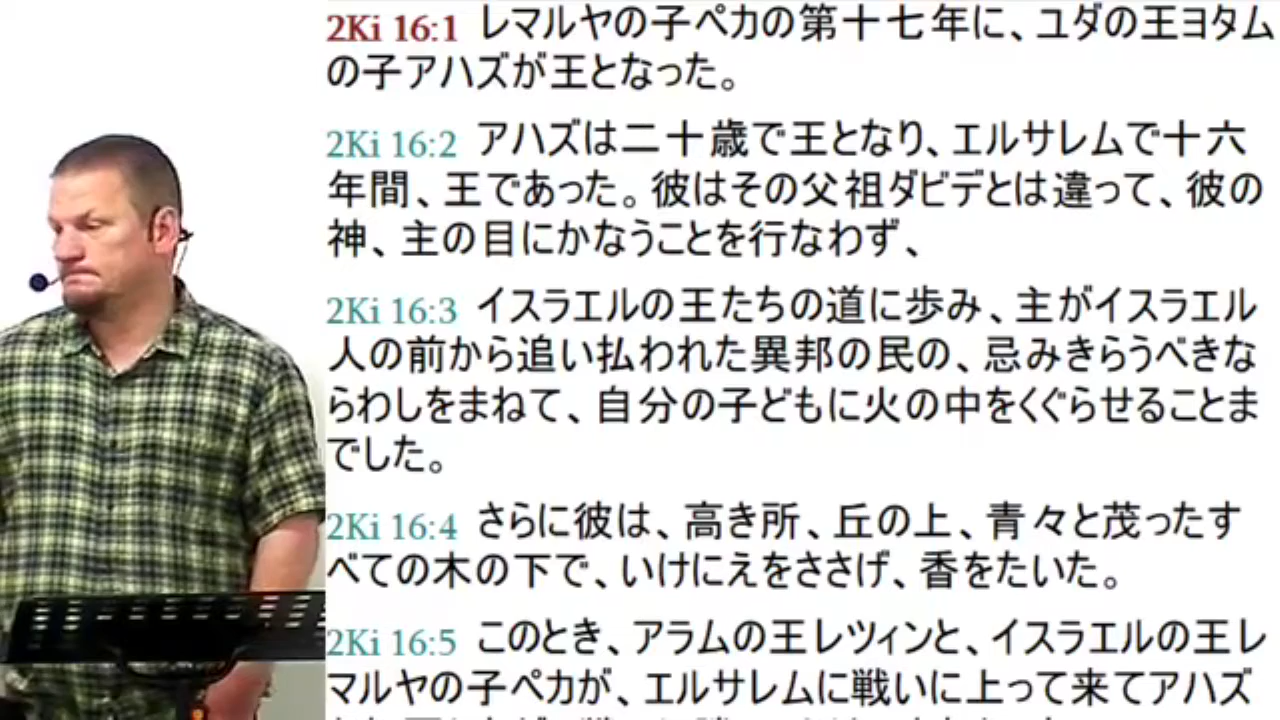 2Ki 16:1 レマルヤの子ペカの第十七年に、ユダの王ヨタム
の子アハズが王となった。
2Ki 16:2 アハズは二十歳で王となり、エルサレムで十六
年間、王であった。彼はその父祖ダビデとは違って、彼の
神、主の目にかなうことを行なわず、
2Ki 16:3 イスラエルの王たちの道に歩み、主がイスラエル
人の前から追い払われた異邦の民の、忌みきらうべきな
らわしをまねて、自分の子どもに火の中をくぐらせることま
でした。
2Ki 16:4 さらに彼は、高き所、丘の上、青々と茂ったす
べての木の下で、いけにえをささげ、香をたいた。
2Ki 16:5 このとき、アラムの王レツィンと、イスラエルの王レ
マルヤの子ペカが、エルサレムに戦いに上って来てアハズ